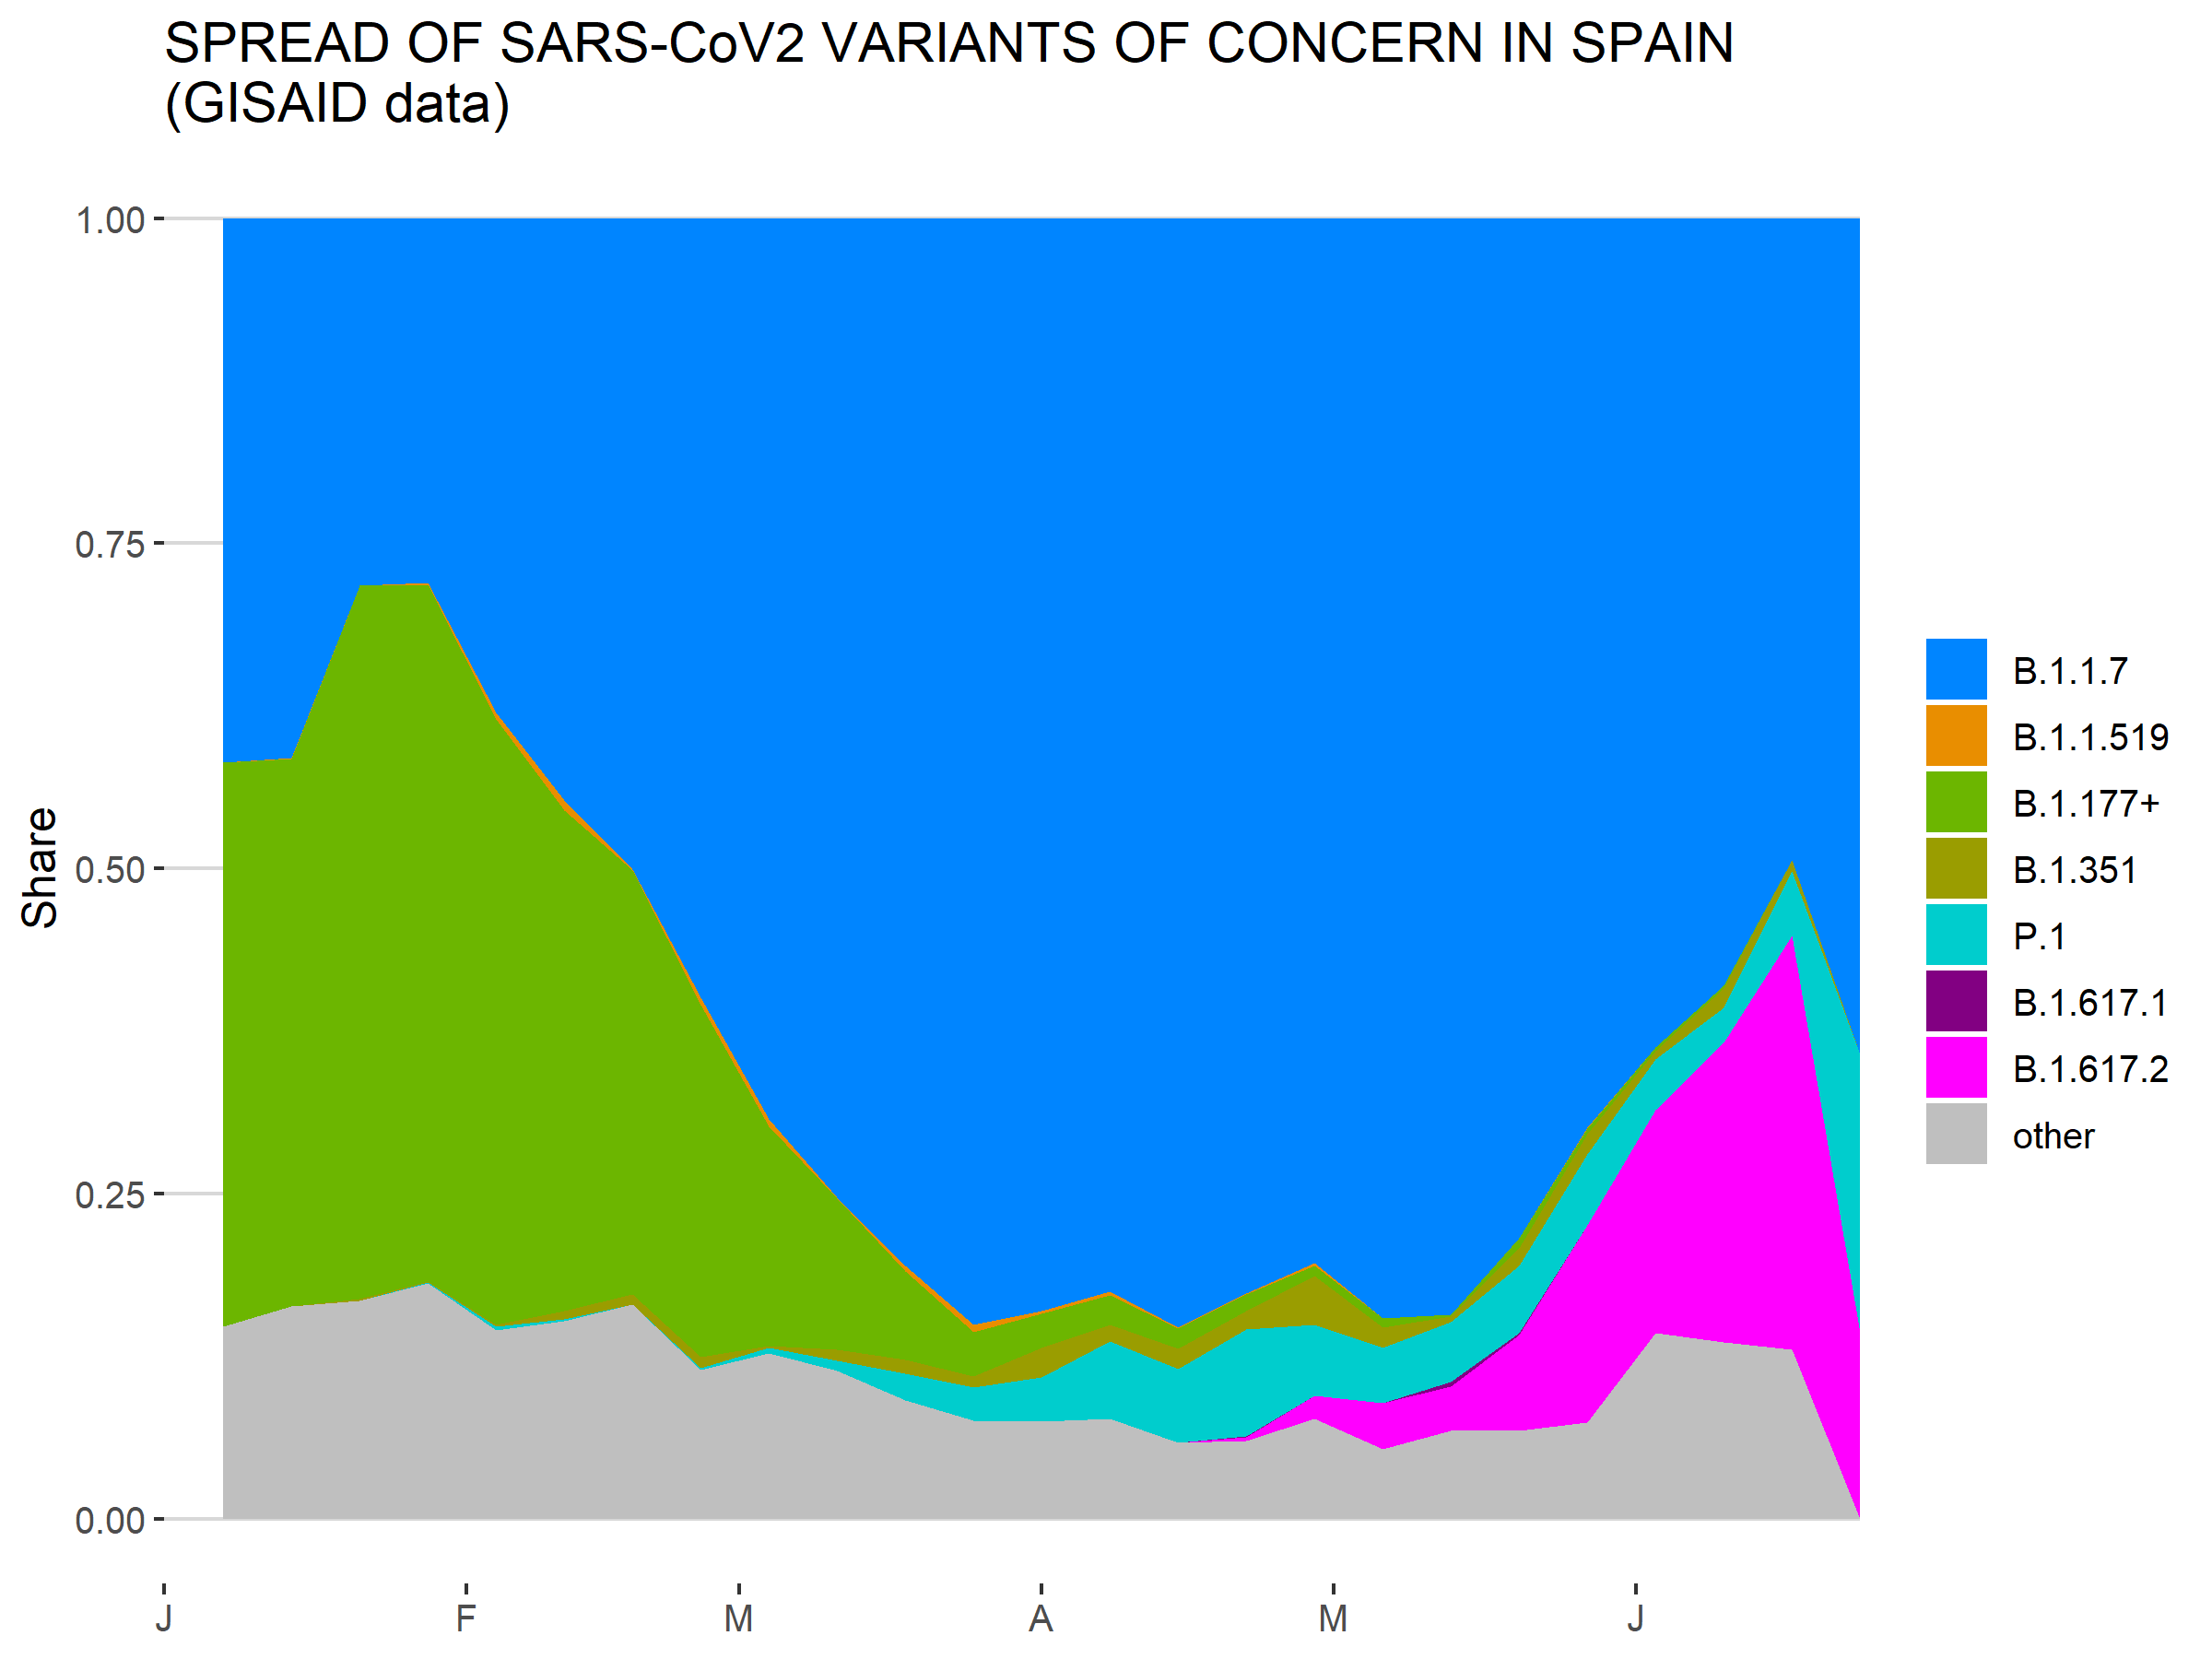 SPREAD OF SARS-CoV2 VARIANTS OF CONCERN IN SPAIN
(GISAID data)
Share
1.00
0.75
0.50
0.25
0.00
J F M A M J
B.1.1.7
B.1.1.519
B.1.177+
B.1.351
P.1
B.1.617.1
B.1.617.2
other